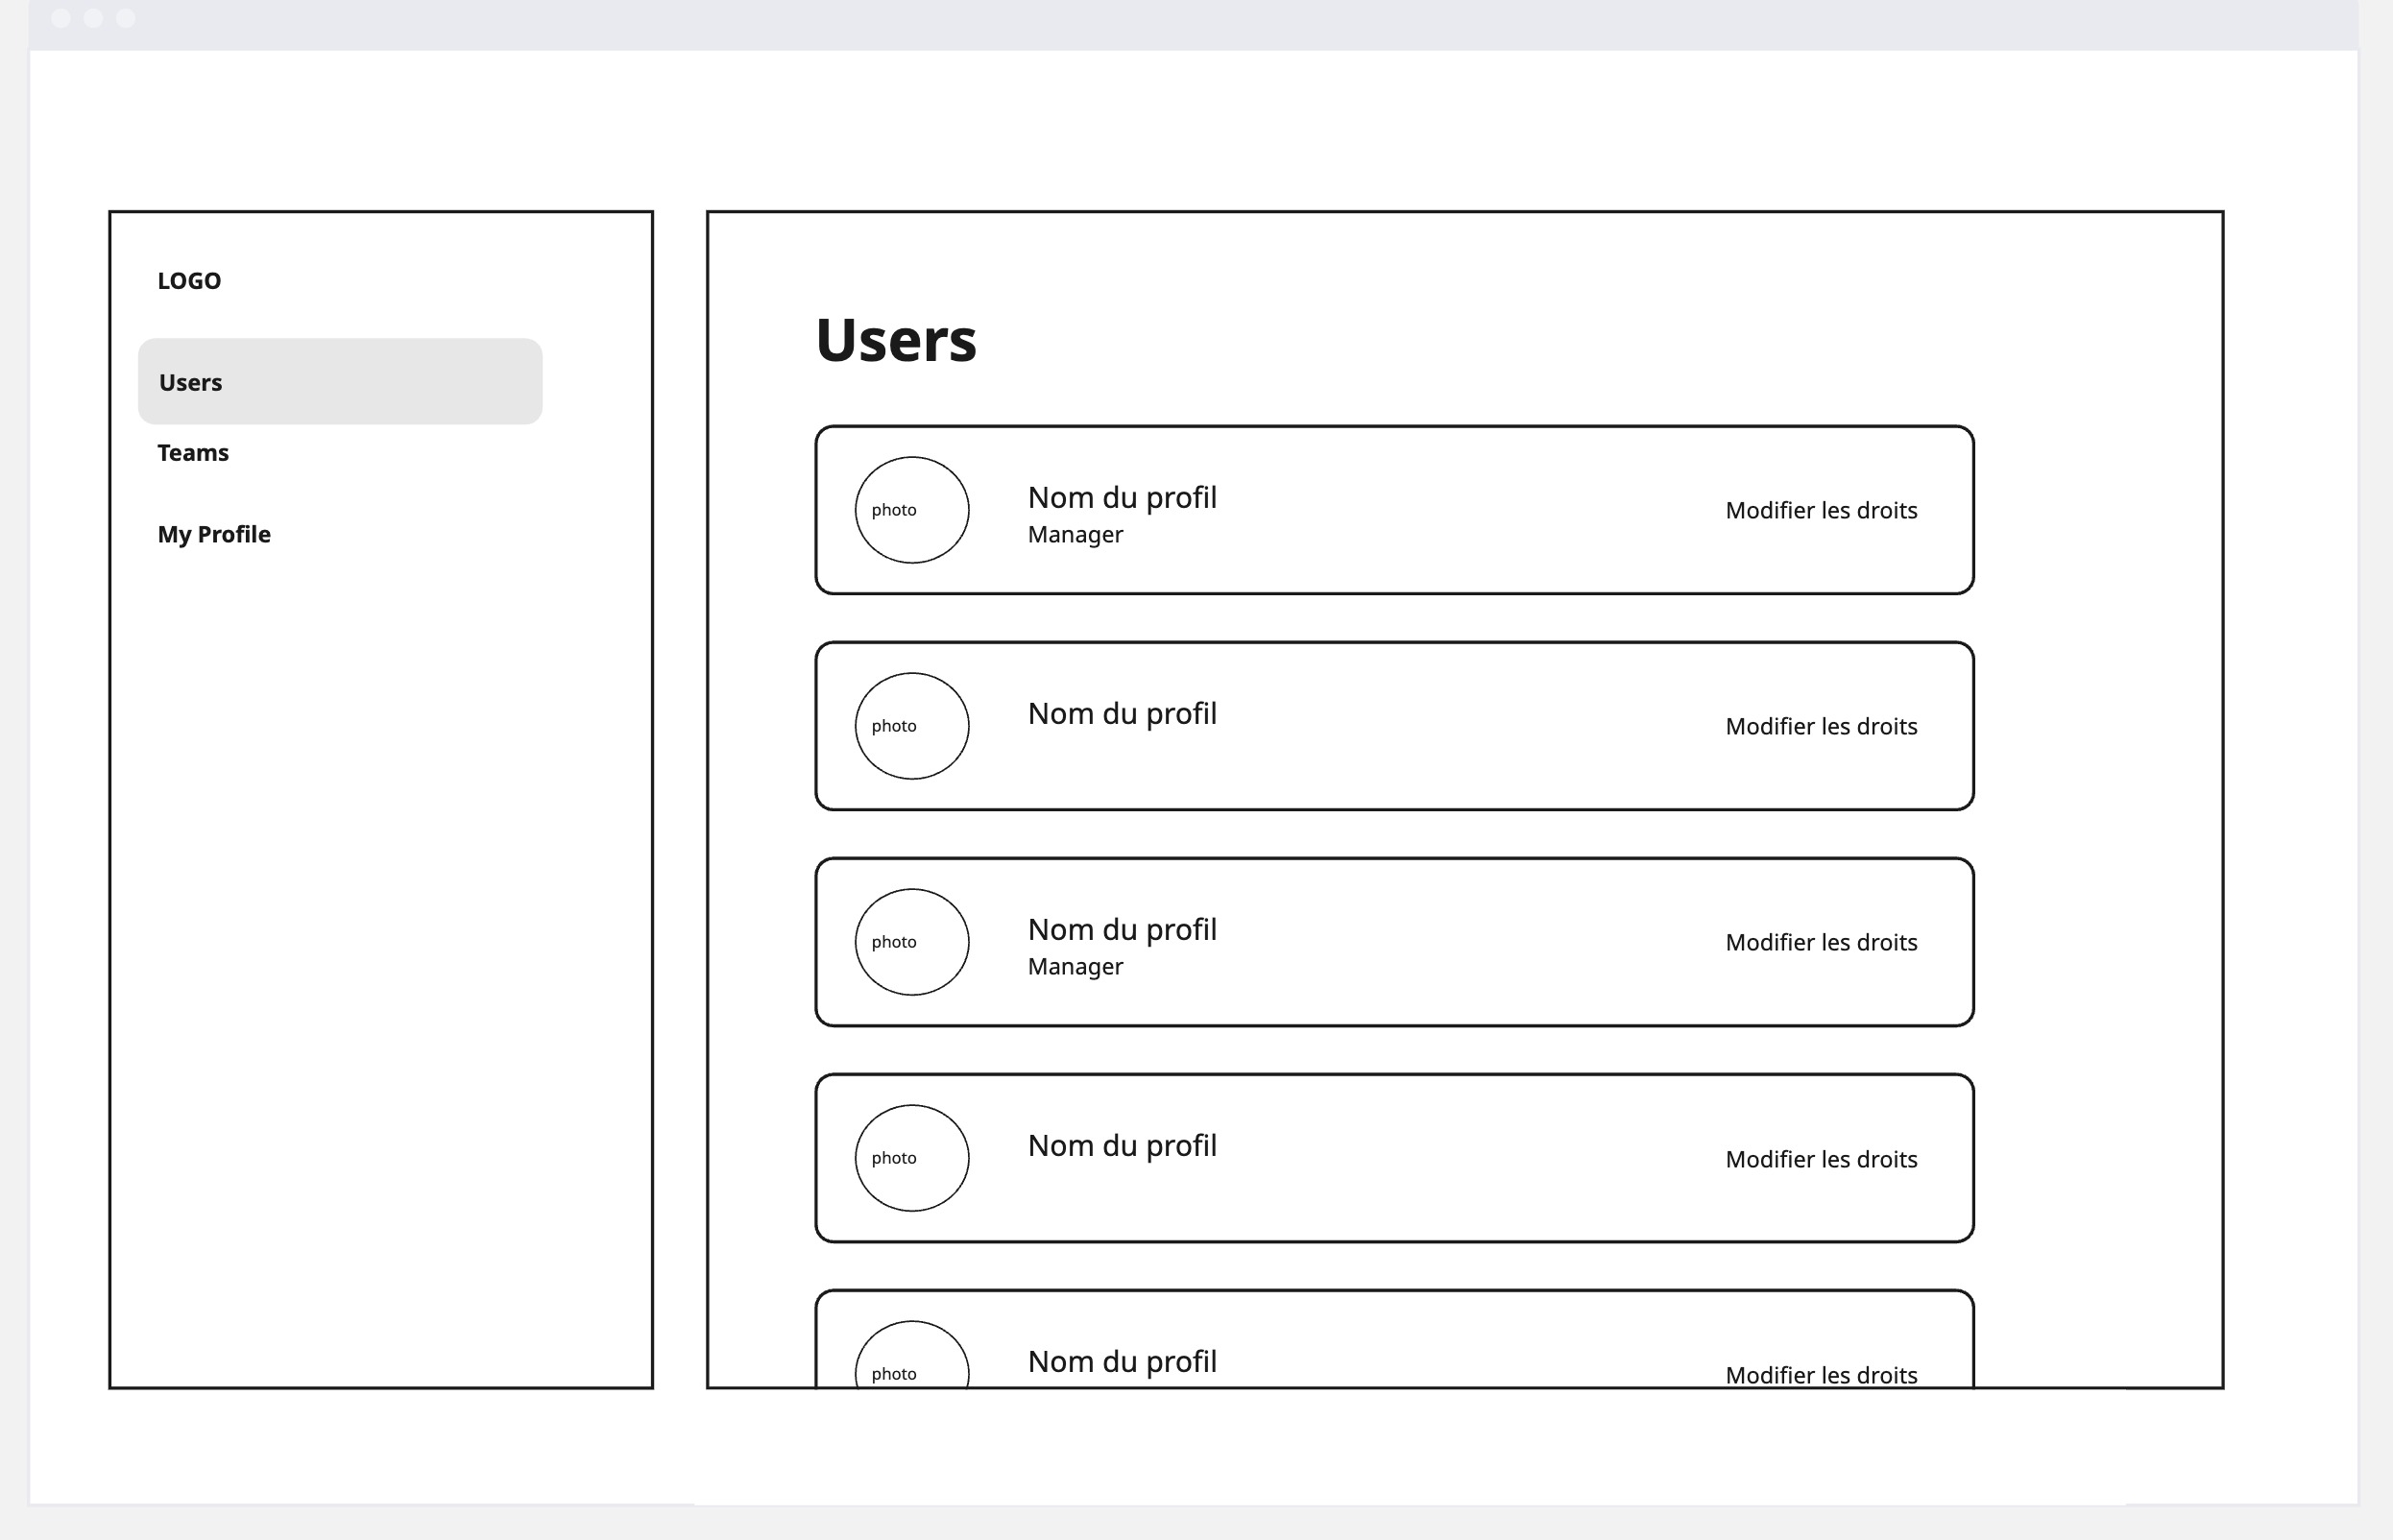 LOGO
Users
Teams
My Profile
Users
photo
Nom du profil
Manager
Modifier les droits
photo
Nom du profil
Modifier les droits
photo
Nom du profil
Manager
Modifier les droits
photo
Nom du profil
Modifier les droits
photo
Nom du profil
Modifier les droits